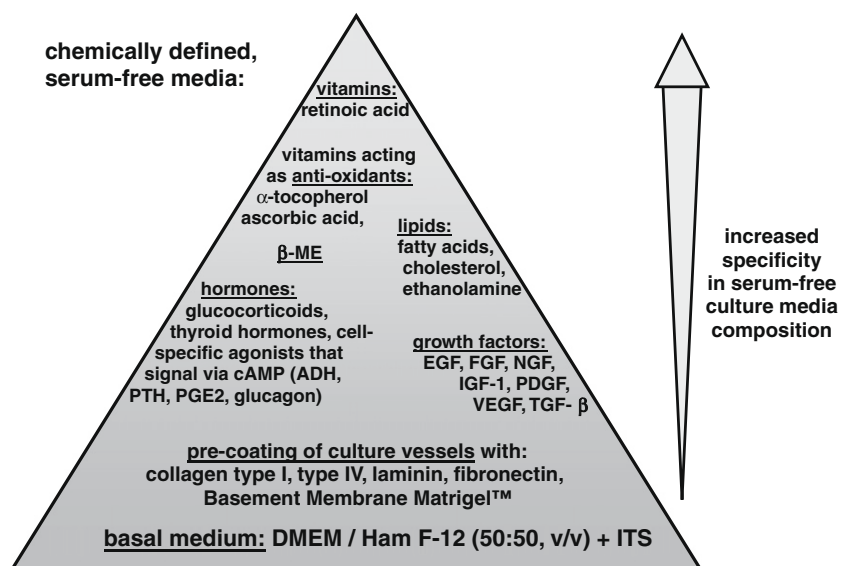 chemically defined,
serum-free media:
vitamins:
retinoic acid
vitamins acting
as anti-oxidants:
α-tocopherol
ascorbic acid,
β-ME
lipids:
fatty acids,
cholesterol,
ethanolamine
hormones:
glucocorticoids,
thyroid hormones, cell-
specific agonists that
signal via cAMP (ADH,
PTH, PGE2, glucagon)
growth factors:
EGF, FGF, NGF,
IGF-1, PDGF,
VEGF, TGF- β
pre-coating of culture vessels with:
collagen type I, type IV, laminin, fibronectin,
Basement Membrane Matrigel™
basal medium: DMEM / Ham F-12 (50:50, v/v) + ITS
increased
specificity
in serum-free
culture media
composition